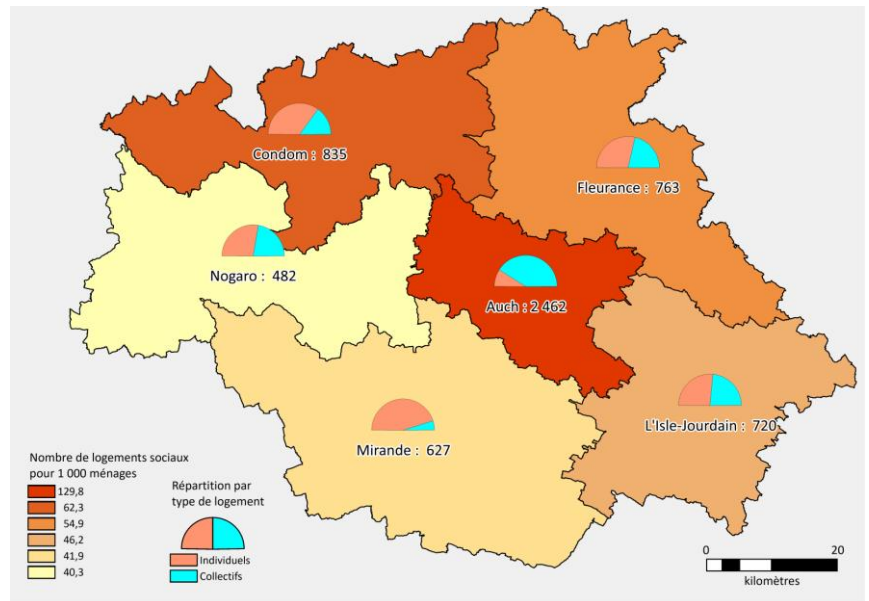 Condom : 835
Fleurance : 763
Nogaro : 482
Auch : 2 462
L'Isle-Jourdain : 720
Mirande : 627
Nombre de logements sociaux
pour 1 000 ménages
129,8
62,3
54,9
46,2
41,9
40,3
Répartition par
type de logement
Individuels
Collectifs
0 20
kilomètres